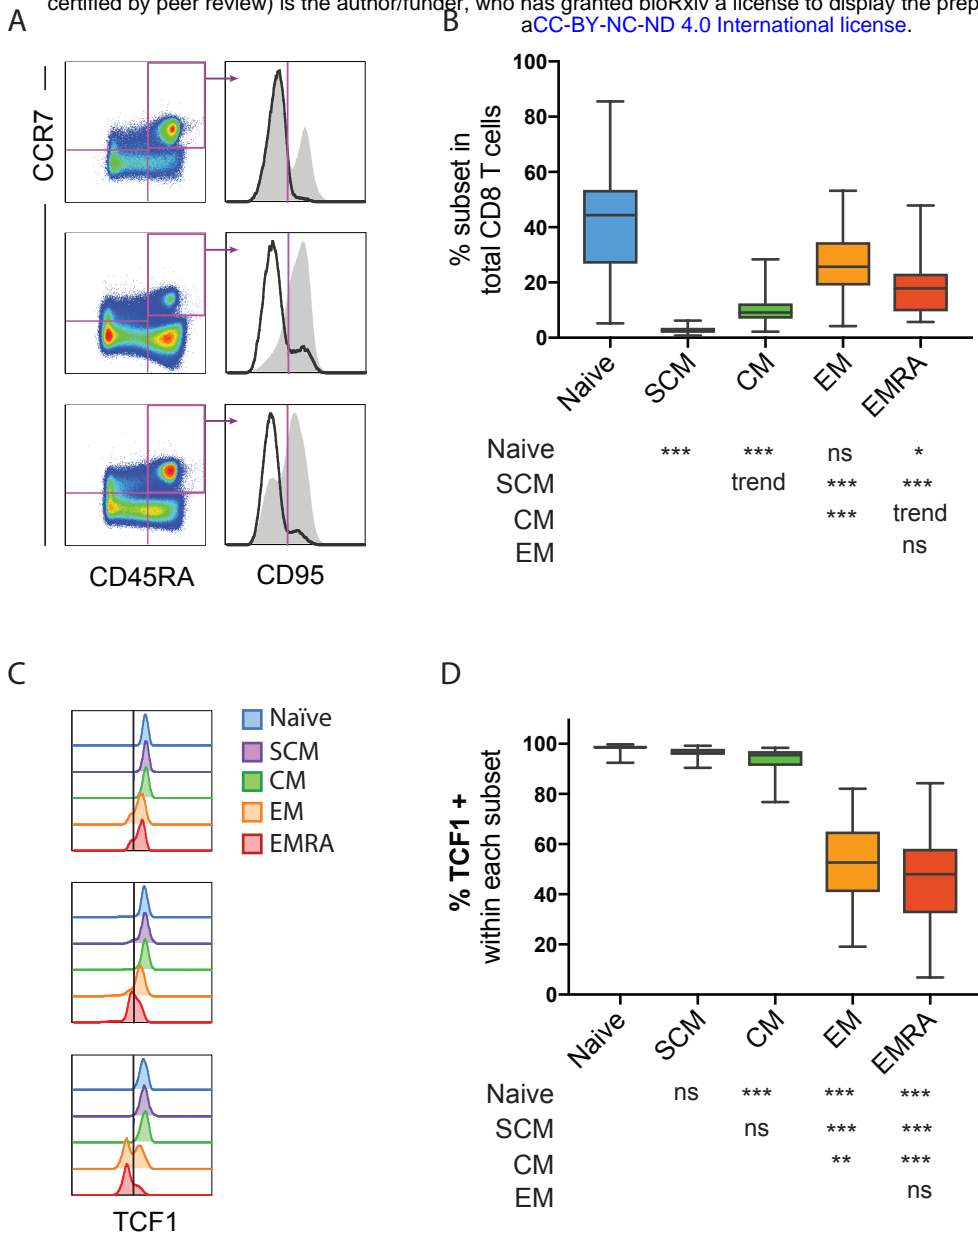 certified by peer review) is the author/funder, who has granted bioRxiv a license to display the prep
aCC-BY-NC-ND 4.0 International license.
A
CCR7
CD45RA
CD95
B
% subset in
total CD8 T cells
100
80
60
40
20
0
Naive
SCM
CM
EM
EMRA
Naive *** *** ns *
SCM trend *** ***
CM *** trend
EM ns
C
Naïve
SCM
CM
EM
EMRA
TCF1
D
% TCF1 +
within each subset
100
80
60
40
20
0
Naive
SCM
CM
EM
EMRA
Naive ns *** *** ***
SCM ns *** ***
CM ** ***
EM ns